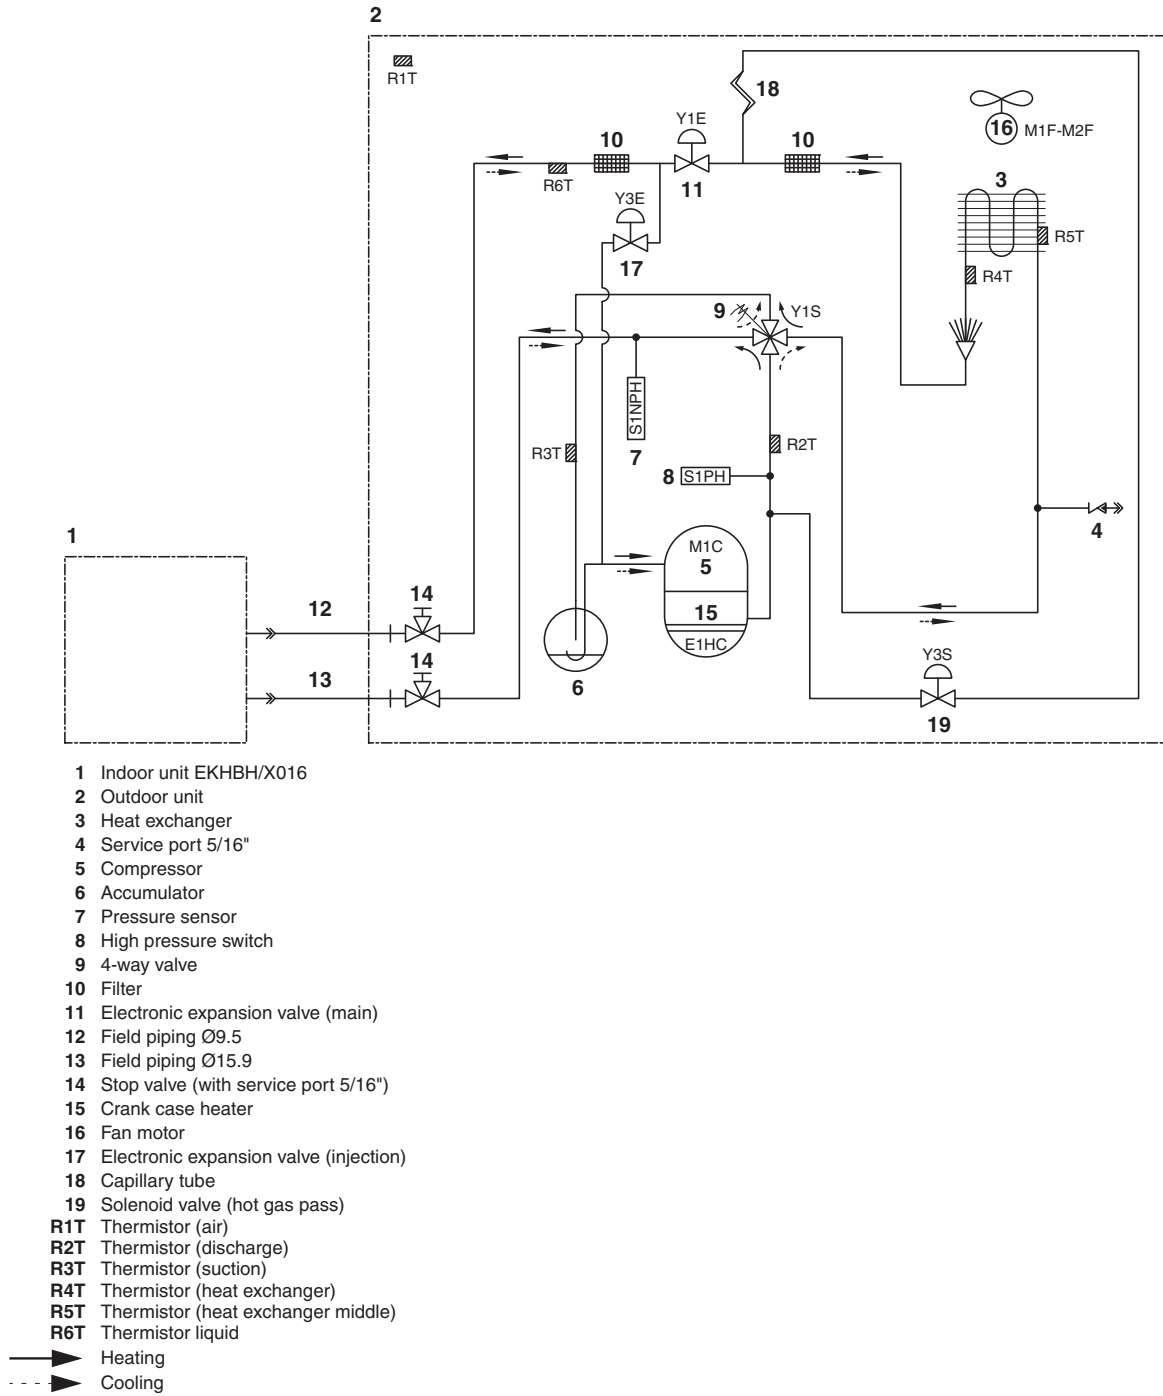 2
R1T
18
16 M1F-M2F
Y1E
10
10
R6T
11
3
Y3E
17
R5T
R4T
9
Y1S
S1NPH
7
R3T
R2T
8 S1PH
4
1
M1C
5
12
14
15
E1HC
14
13
6
Y3S
19
1 Indoor unit EKHBH/X016
2 Outdoor unit
3 Heat exchanger
4 Service port 5/16"
5 Compressor
6 Accumulator
7 Pressure sensor
8 High pressure switch
9 4-way valve
10 Filter
11 Electronic expansion valve (main)
12 Field piping Ø9.5
13 Field piping Ø15.9
14 Stop valve (with service port 5/16")
15 Crank case heater
16 Fan motor
17 Electronic expansion valve (injection)
18 Capillary tube
19 Solenoid valve (hot gas pass)
R1T Thermistor (air)
R2T Thermistor (discharge)
R3T Thermistor (suction)
R4T Thermistor (heat exchanger)
R5T Thermistor (heat exchanger middle)
R6T Thermistor liquid
Heating
Cooling